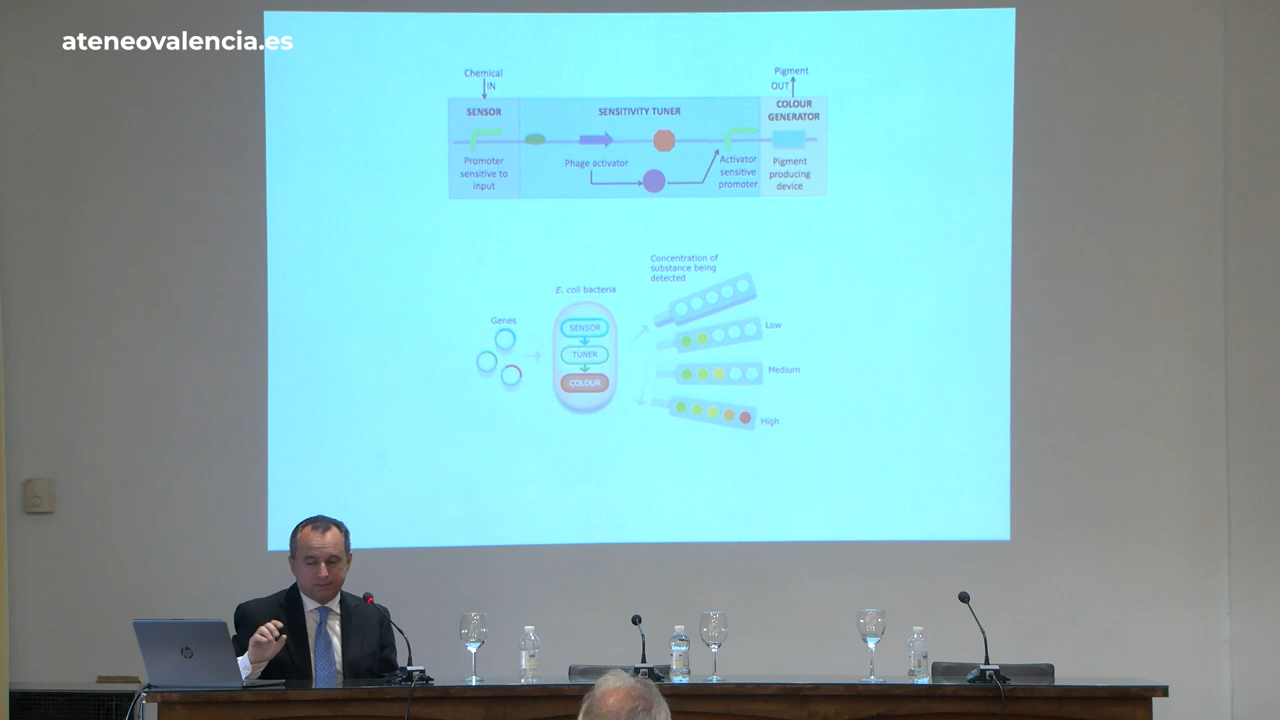 ateneovalencia.es
Chemical
IN
Pigment
OUT
SENSOR
SENSITIVITY TUNER
COLOUR
GENERATOR
Promoter
sensitive to
input
Phage activator
Activator
sensitive
promoter
Pigment
producing
device
Concentration of
substance being
detected
E. coli bacteria
Genes
SENSOR
TUNER
COLOUR
Low
Medium
High
hp